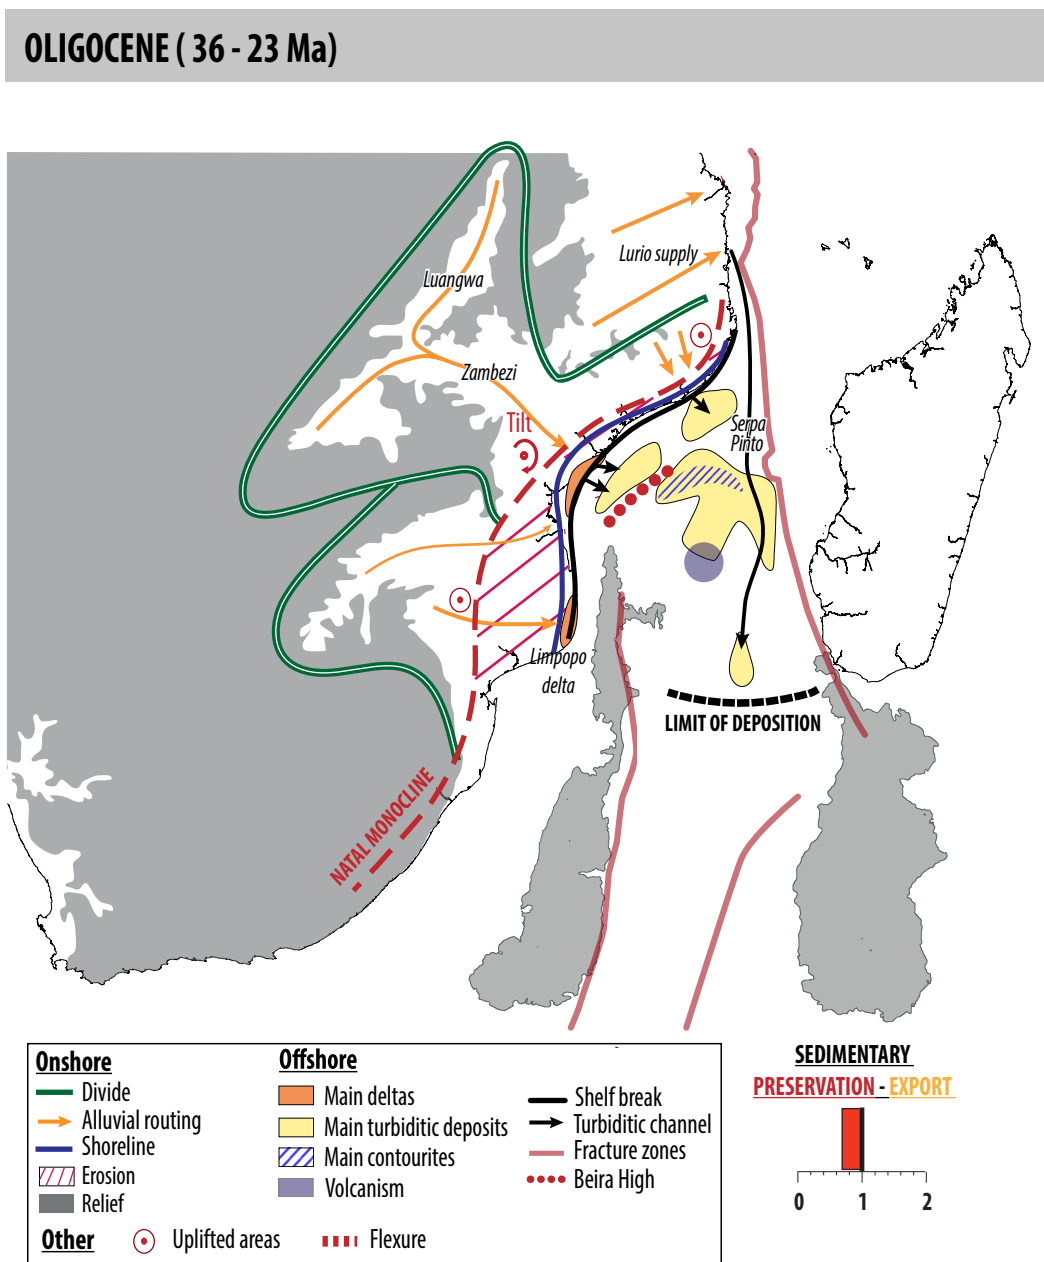 OLIGOCENE ( 36 - 23 Ma)
Lurio supply
Luangwa
Zambezi
Tilt
Serpa
Pinto
Limpopo
delta
LIMIT OF DEPOSITION
NATAL MONOCLINE
Onshore
Divide
Alluvial routing
Shoreline
Erosion
Relief
Offshore
Main deltas
Main turbiditic deposits
Main contourites
Volcanism
Shelf break
Turbiditic channel
Fracture zones
Beira High
Other
Uplifted areas
Flexure
SEDIMENTARY
PRESERVATION - EXPORT
0 1 2